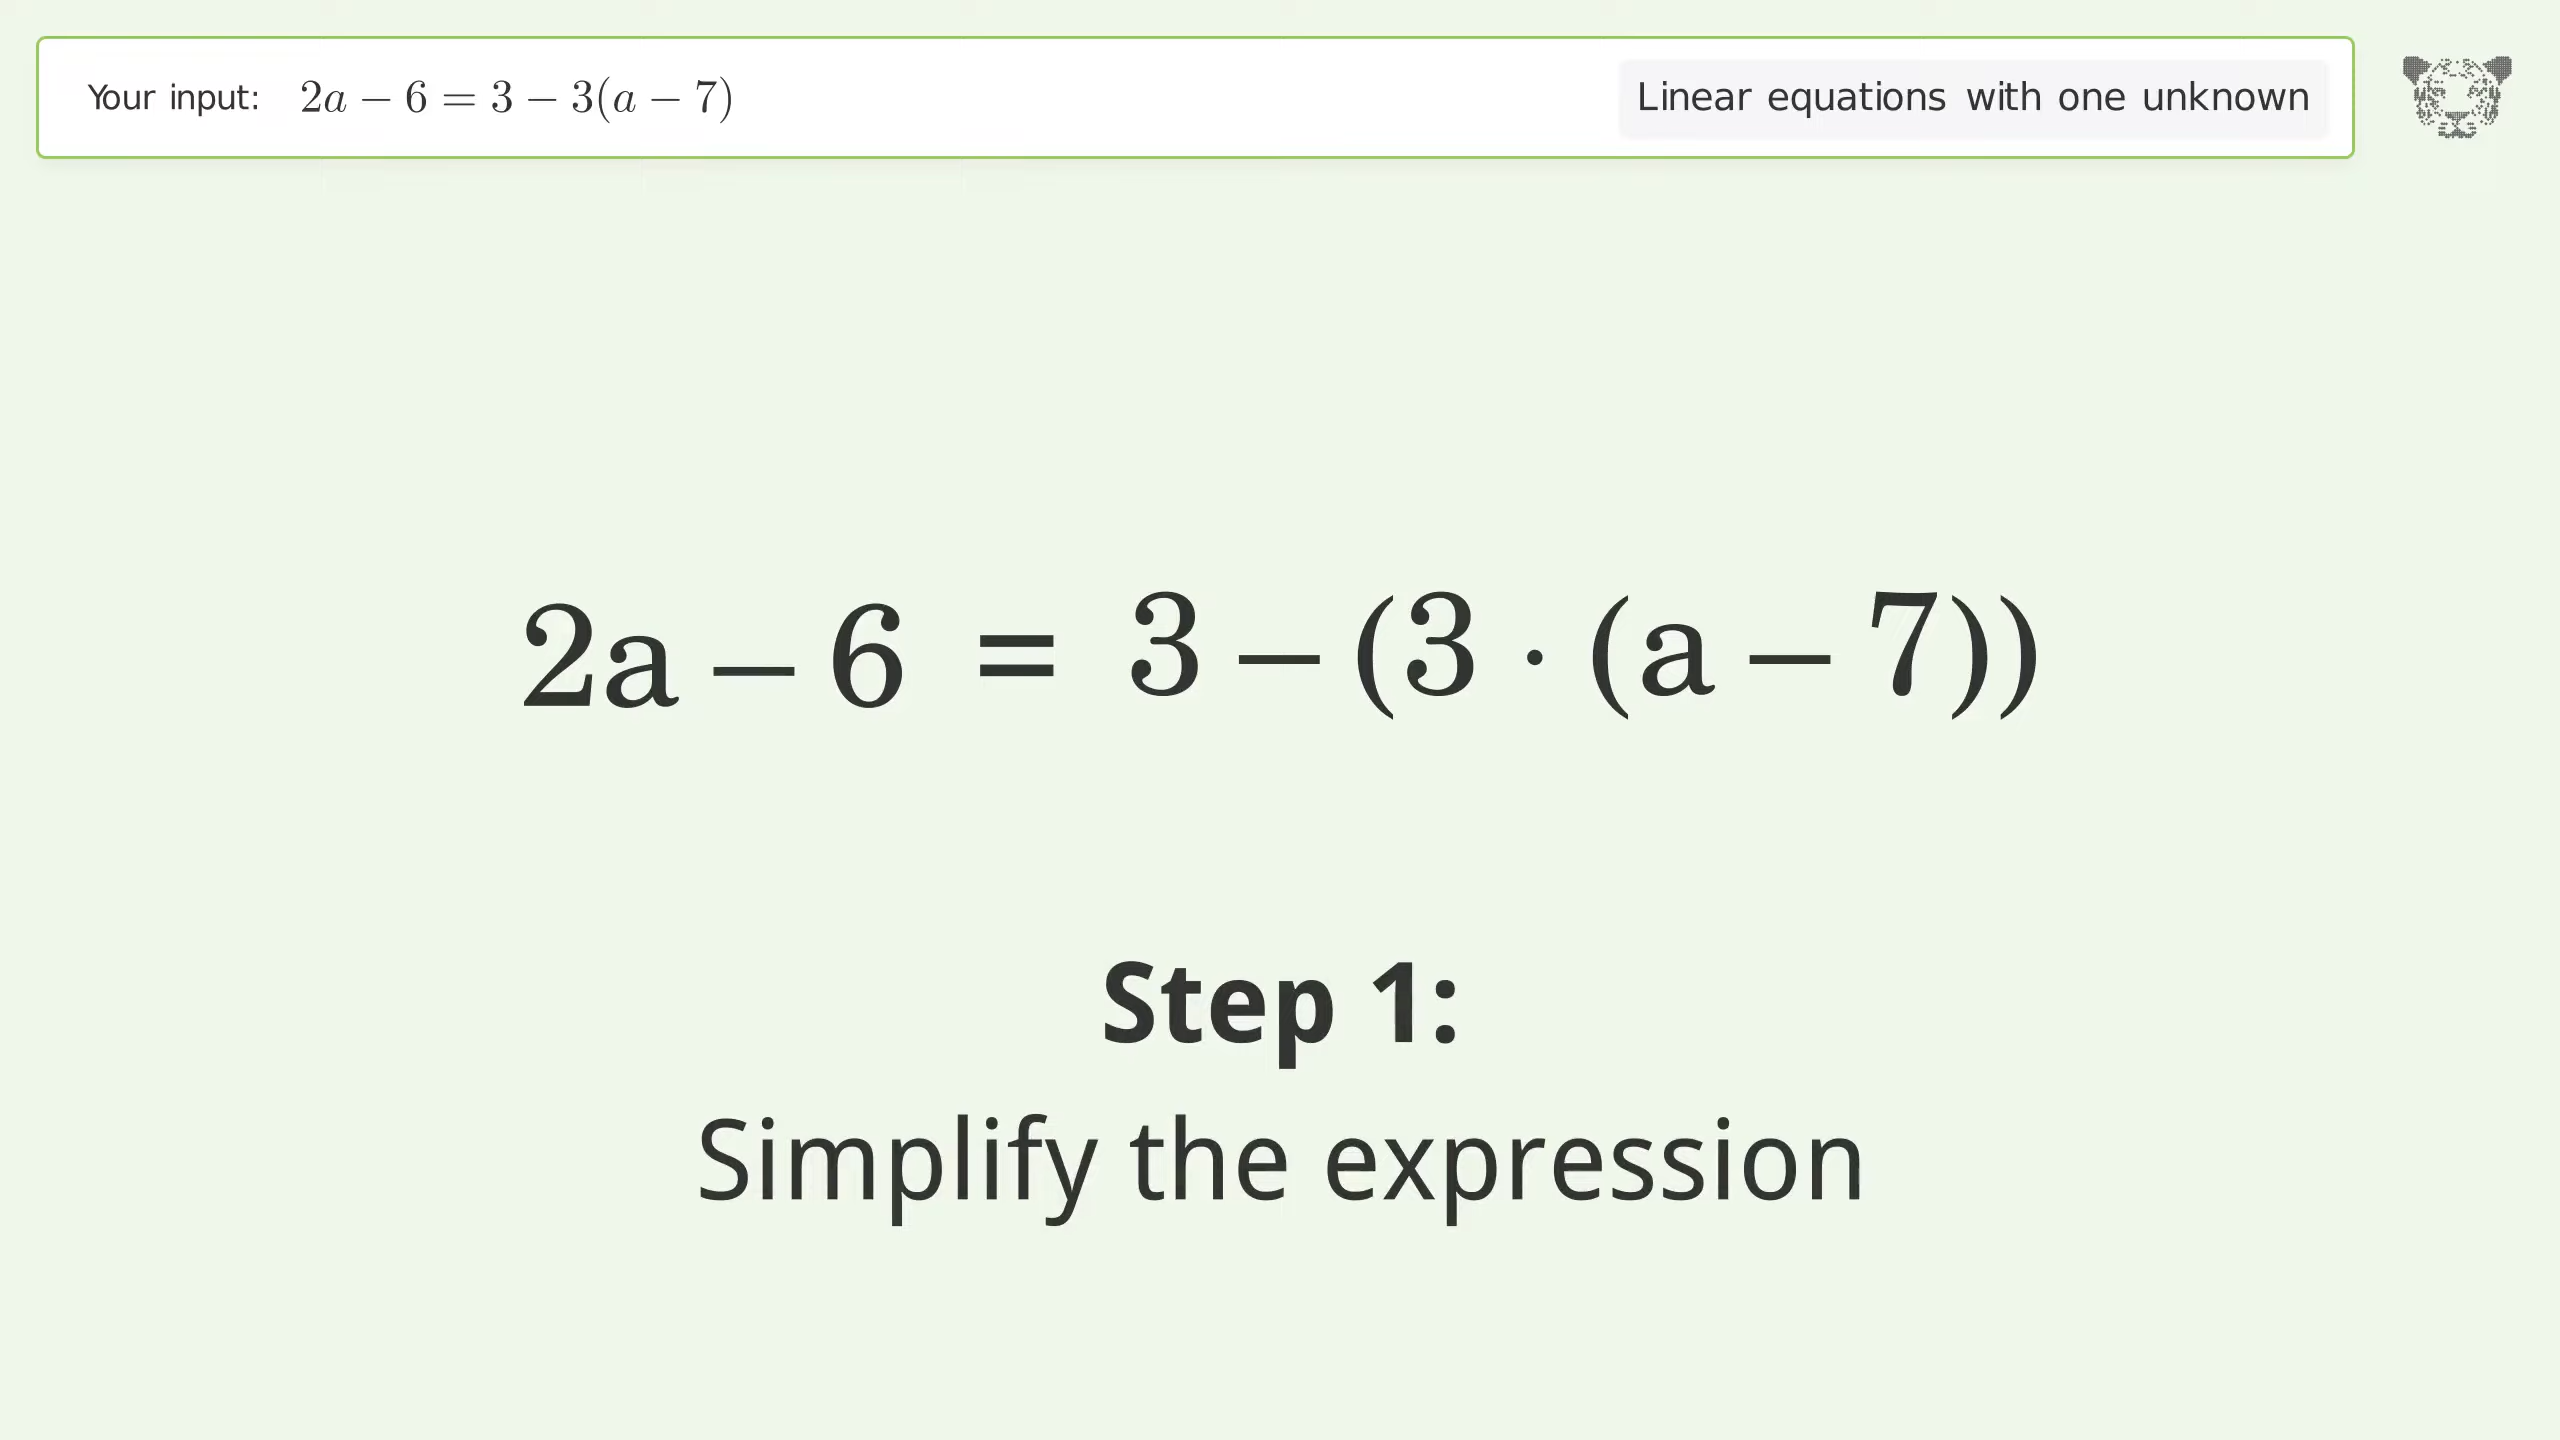 Your input: 2a − 6 = 3 − 3(a − 7)
Linear equations with one unknown
2a – 6 = 3 – (3 · (a – 7))
Step 1:
Simplify the expression